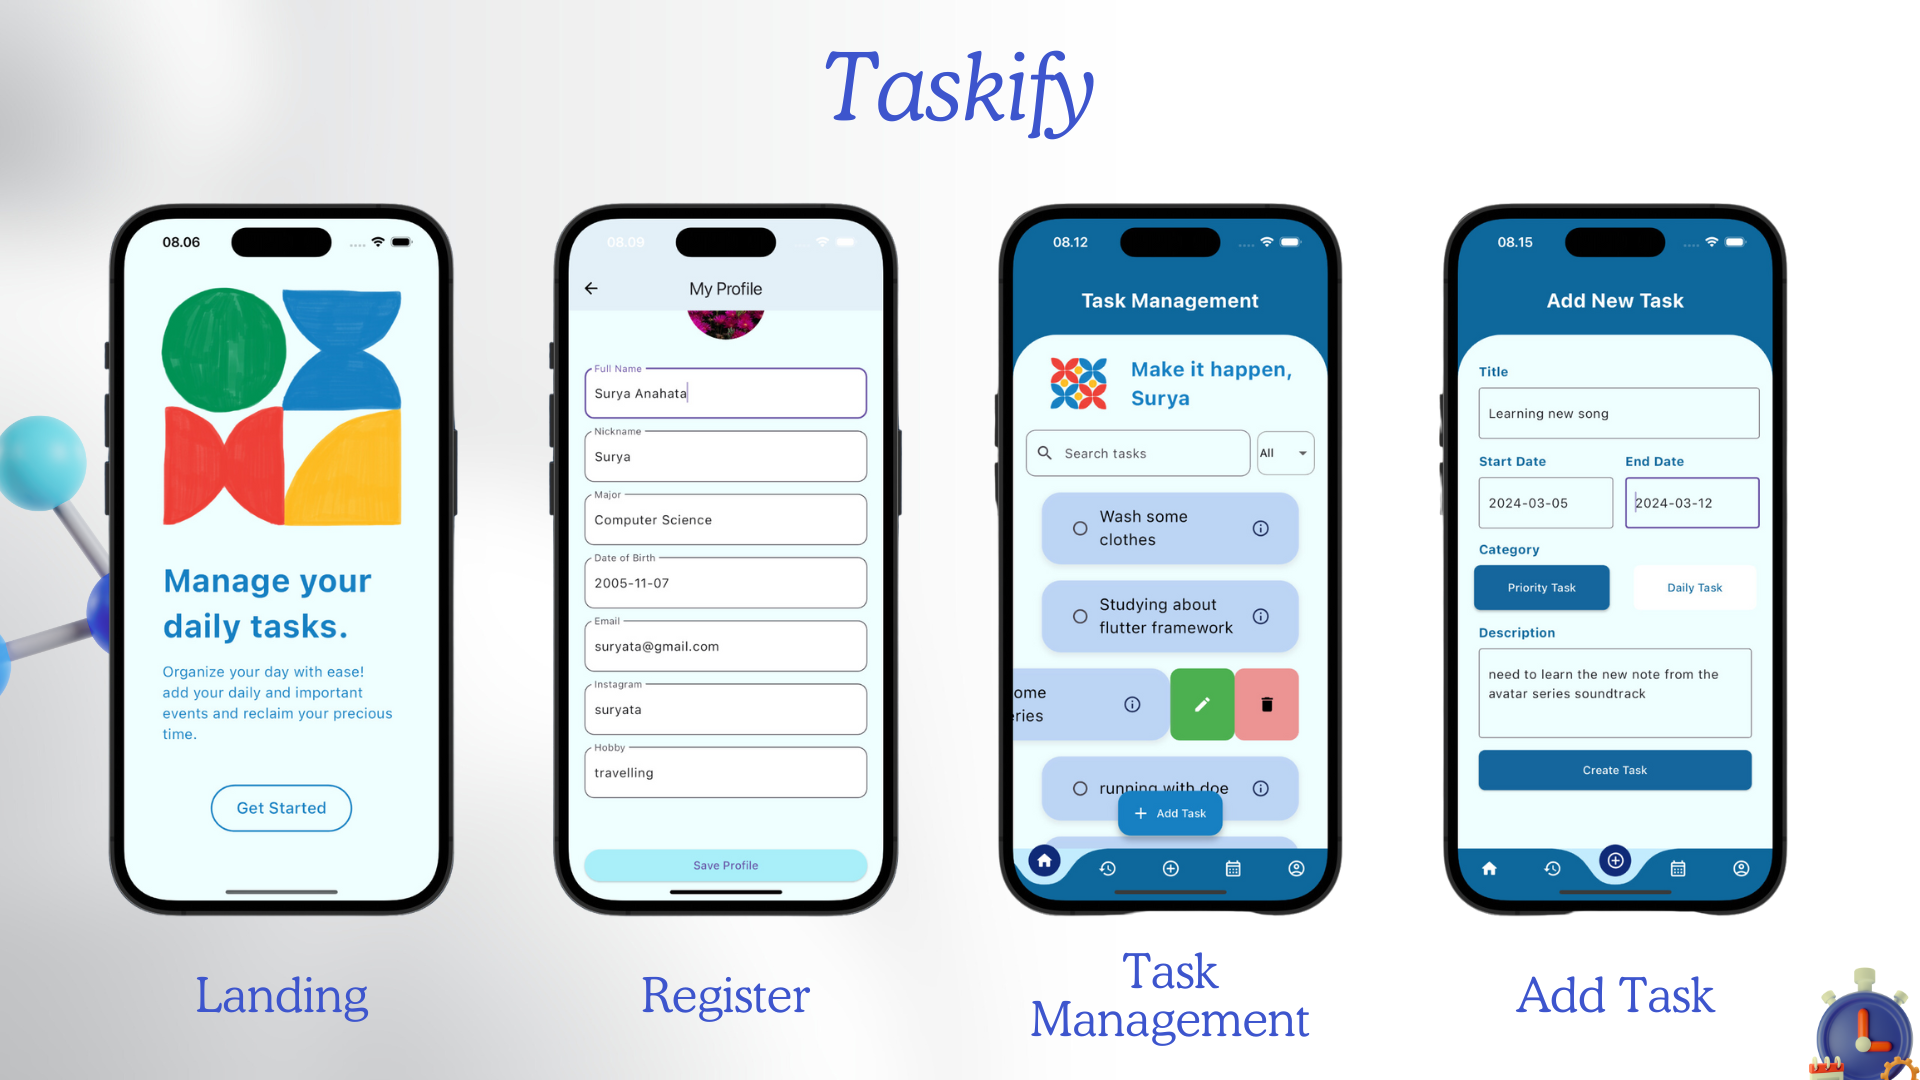 Taskify
08.06
Manage your
daily tasks.
Organize your day with ease!
add your daily and important
events and reclaim your precious
time.
Get Started
Landing
08.09
My Profile
Full Name
Surya Anahata
Nickname
Surya
Major
Computer Science
Date of Birth
2005-11-07
Email
suryata@gmail.com
Instagram
suryata
Hobby
travelling
Save Profile
Register
08.12
Task Management
Make it happen,
Surya
Search tasks
All
Wash some
clothes
Studying about
flutter framework
ome
ries
running with doe
Add Task
Task
Management
08.15
Add New Task
Title
Learning new song
Start Date
End Date
2024-03-05
2024-03-12
Category
Priority Task
Daily Task
Description
need to learn the new note from the
avatar series soundtrack
Create Task
Add Task